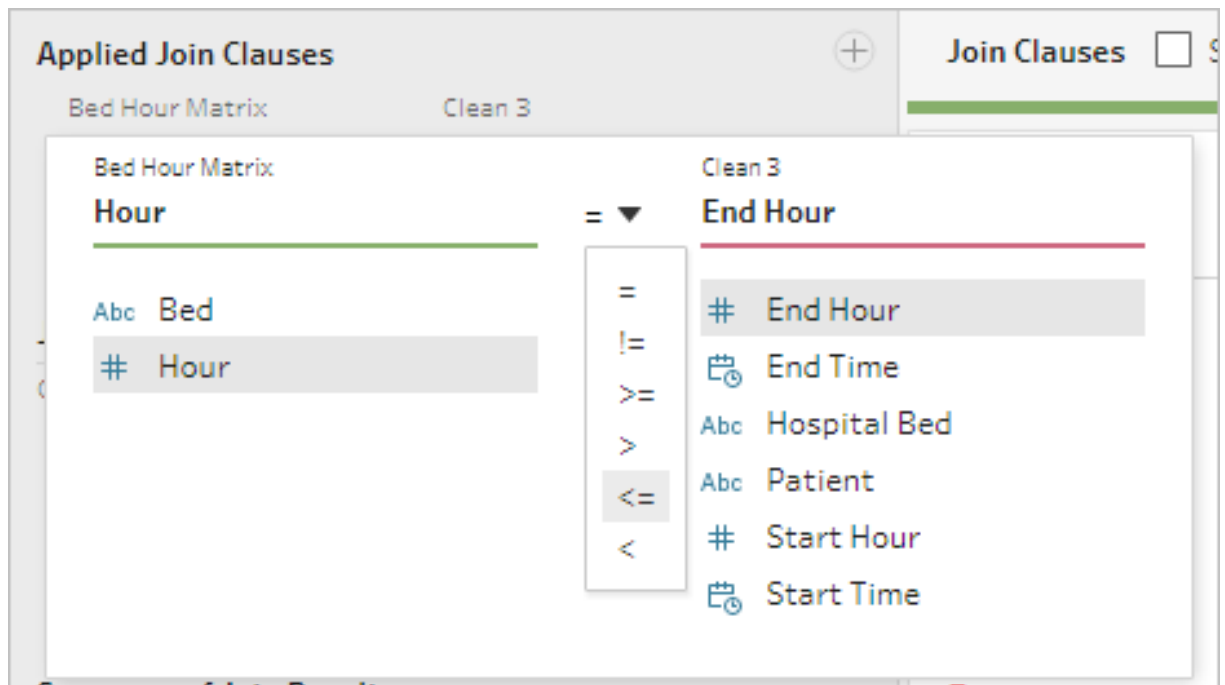 Applied Join Clauses
Join Clauses
Bed Hour Matrix Clean 3
Bed Hour Matrix Clean 3
Hour = End Hour
Abc Bed
# Hour
=
!=
>=
>
<=
<
# End Hour
End Time
Abc Hospital Bed
Abc Patient
# Start Hour
Start Time